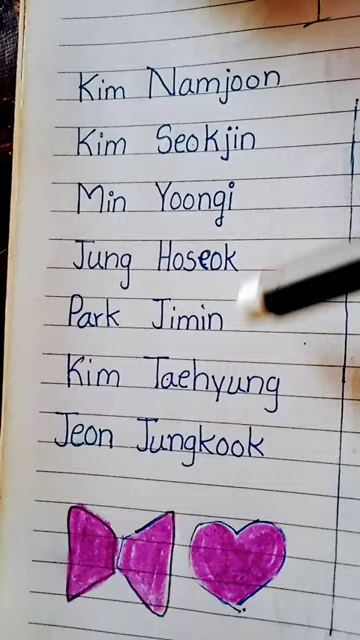 Kim Namjoon
Kim Seokjin
Min Yoongi
Jung Hoseok
Park Jimin
Kim Taehyung
Jeon Jungkook